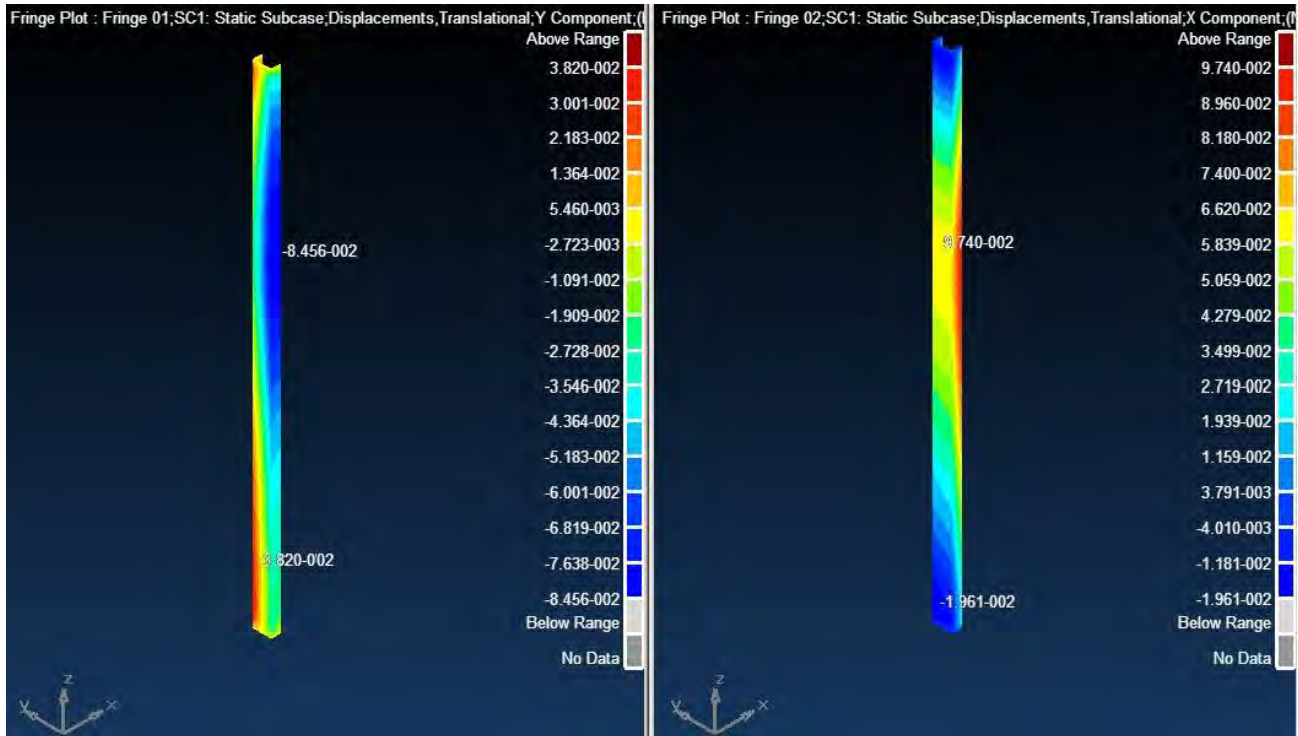 Fringe Plot : Fringe 01;SC1: Static Subcase;Displacements,Translational;Y Component;(
Above Range
3.820-002
3.001-002
2.183-002
1.364-002
5.460-003
-2.723-003
-1.091-002
-1.909-002
-2.728-002
-3.546-002
-4.364-002
-5.183-002
-6.001-002
-6.819-002
-7.638-002
-8.456-002
Below Range
No Data
-8.456-002
3.820-002
z
y
x
Fringe Plot : Fringe 02;SC1: Static Subcase;Displacements,Translational;X Component;(
Above Range
9.740-002
8.960-002
8.180-002
7.400-002
6.620-002
5.839-002
5.059-002
4.279-002
3.499-002
2.719-002
1.939-002
1.159-002
3.791-003
-4.010-003
-1.181-002
-1.961-002
Below Range
No Data
9.740-002
-1.961-002
z
y
x